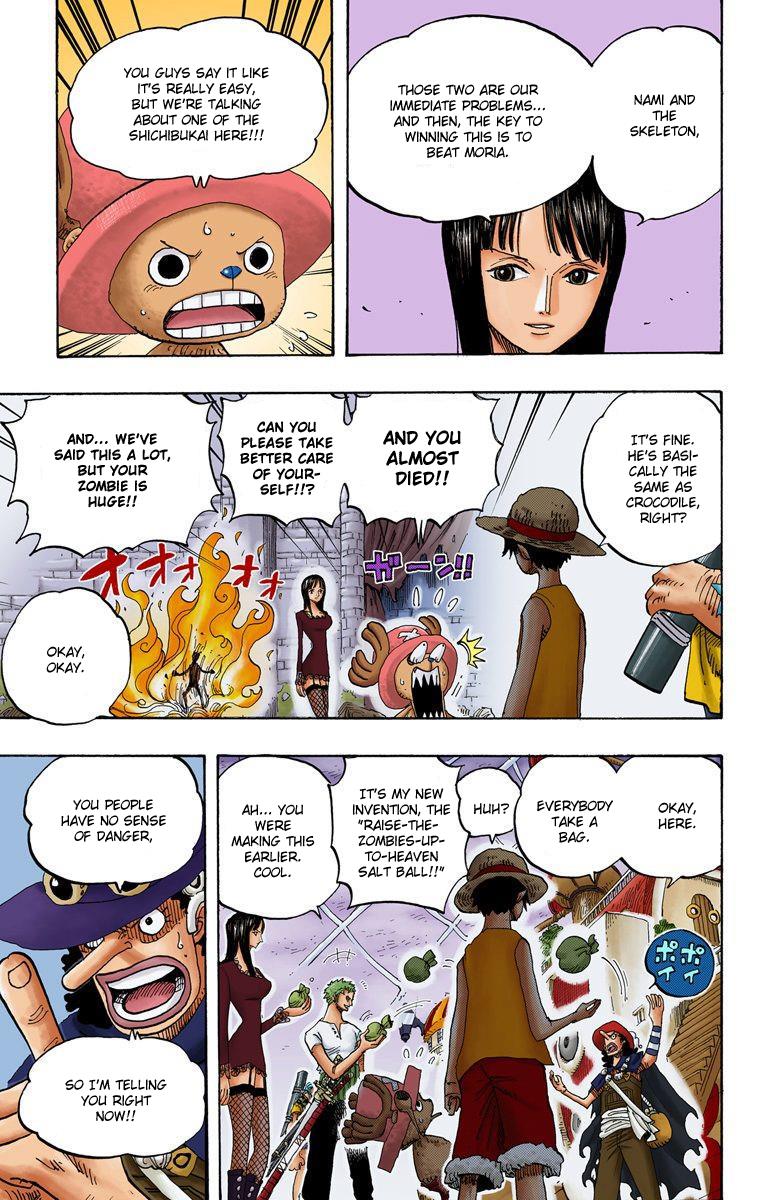 NAMI AND
THE
SKELETON,
THOSE TWO ARE OUR
IMMEDIATE PROBLEMS...
AND THEN, THE KEY TO
WINNING THIS IS TO
BEAT MORIA.
YOU GUYS SAY IT LIKE
IT'S REALLY EASY,
BUT WE'RE TALKING
ABOUT ONE OF THE
SHICHIBUKAI HERE!!!
IT'S FINE.
HE'S BASI-
CALLY THE
SAME AS
CROCODILE,
RIGHT?
AND YOU
ALMOST
DIED!!
ガーン!!
CAN YOU
PLEASE TAKE
BETTER CARE
OF YOUR-
SELF!!?
AND... WE'VE
SAID THIS A LOT,
BUT YOUR
ZOMBIE IS
HUGE!!
オオオオ
OKAY,
OKAY.
OKAY,
HERE.
EVERYBODY
TAKE A
BAG.
ポイ
ポイ
HUH?
IT'S MY NEW
INVENTION, THE
"RAISE-THE-
ZOMBIES-UP-
TO-HEAVEN
SALT BALL!!"
AH... YOU
WERE
MAKING THIS
EARLIER.
COOL.
YOU PEOPLE
HAVE NO SENSE
OF DANGER,
SO I'M TELLING
YOU RIGHT
NOW!!